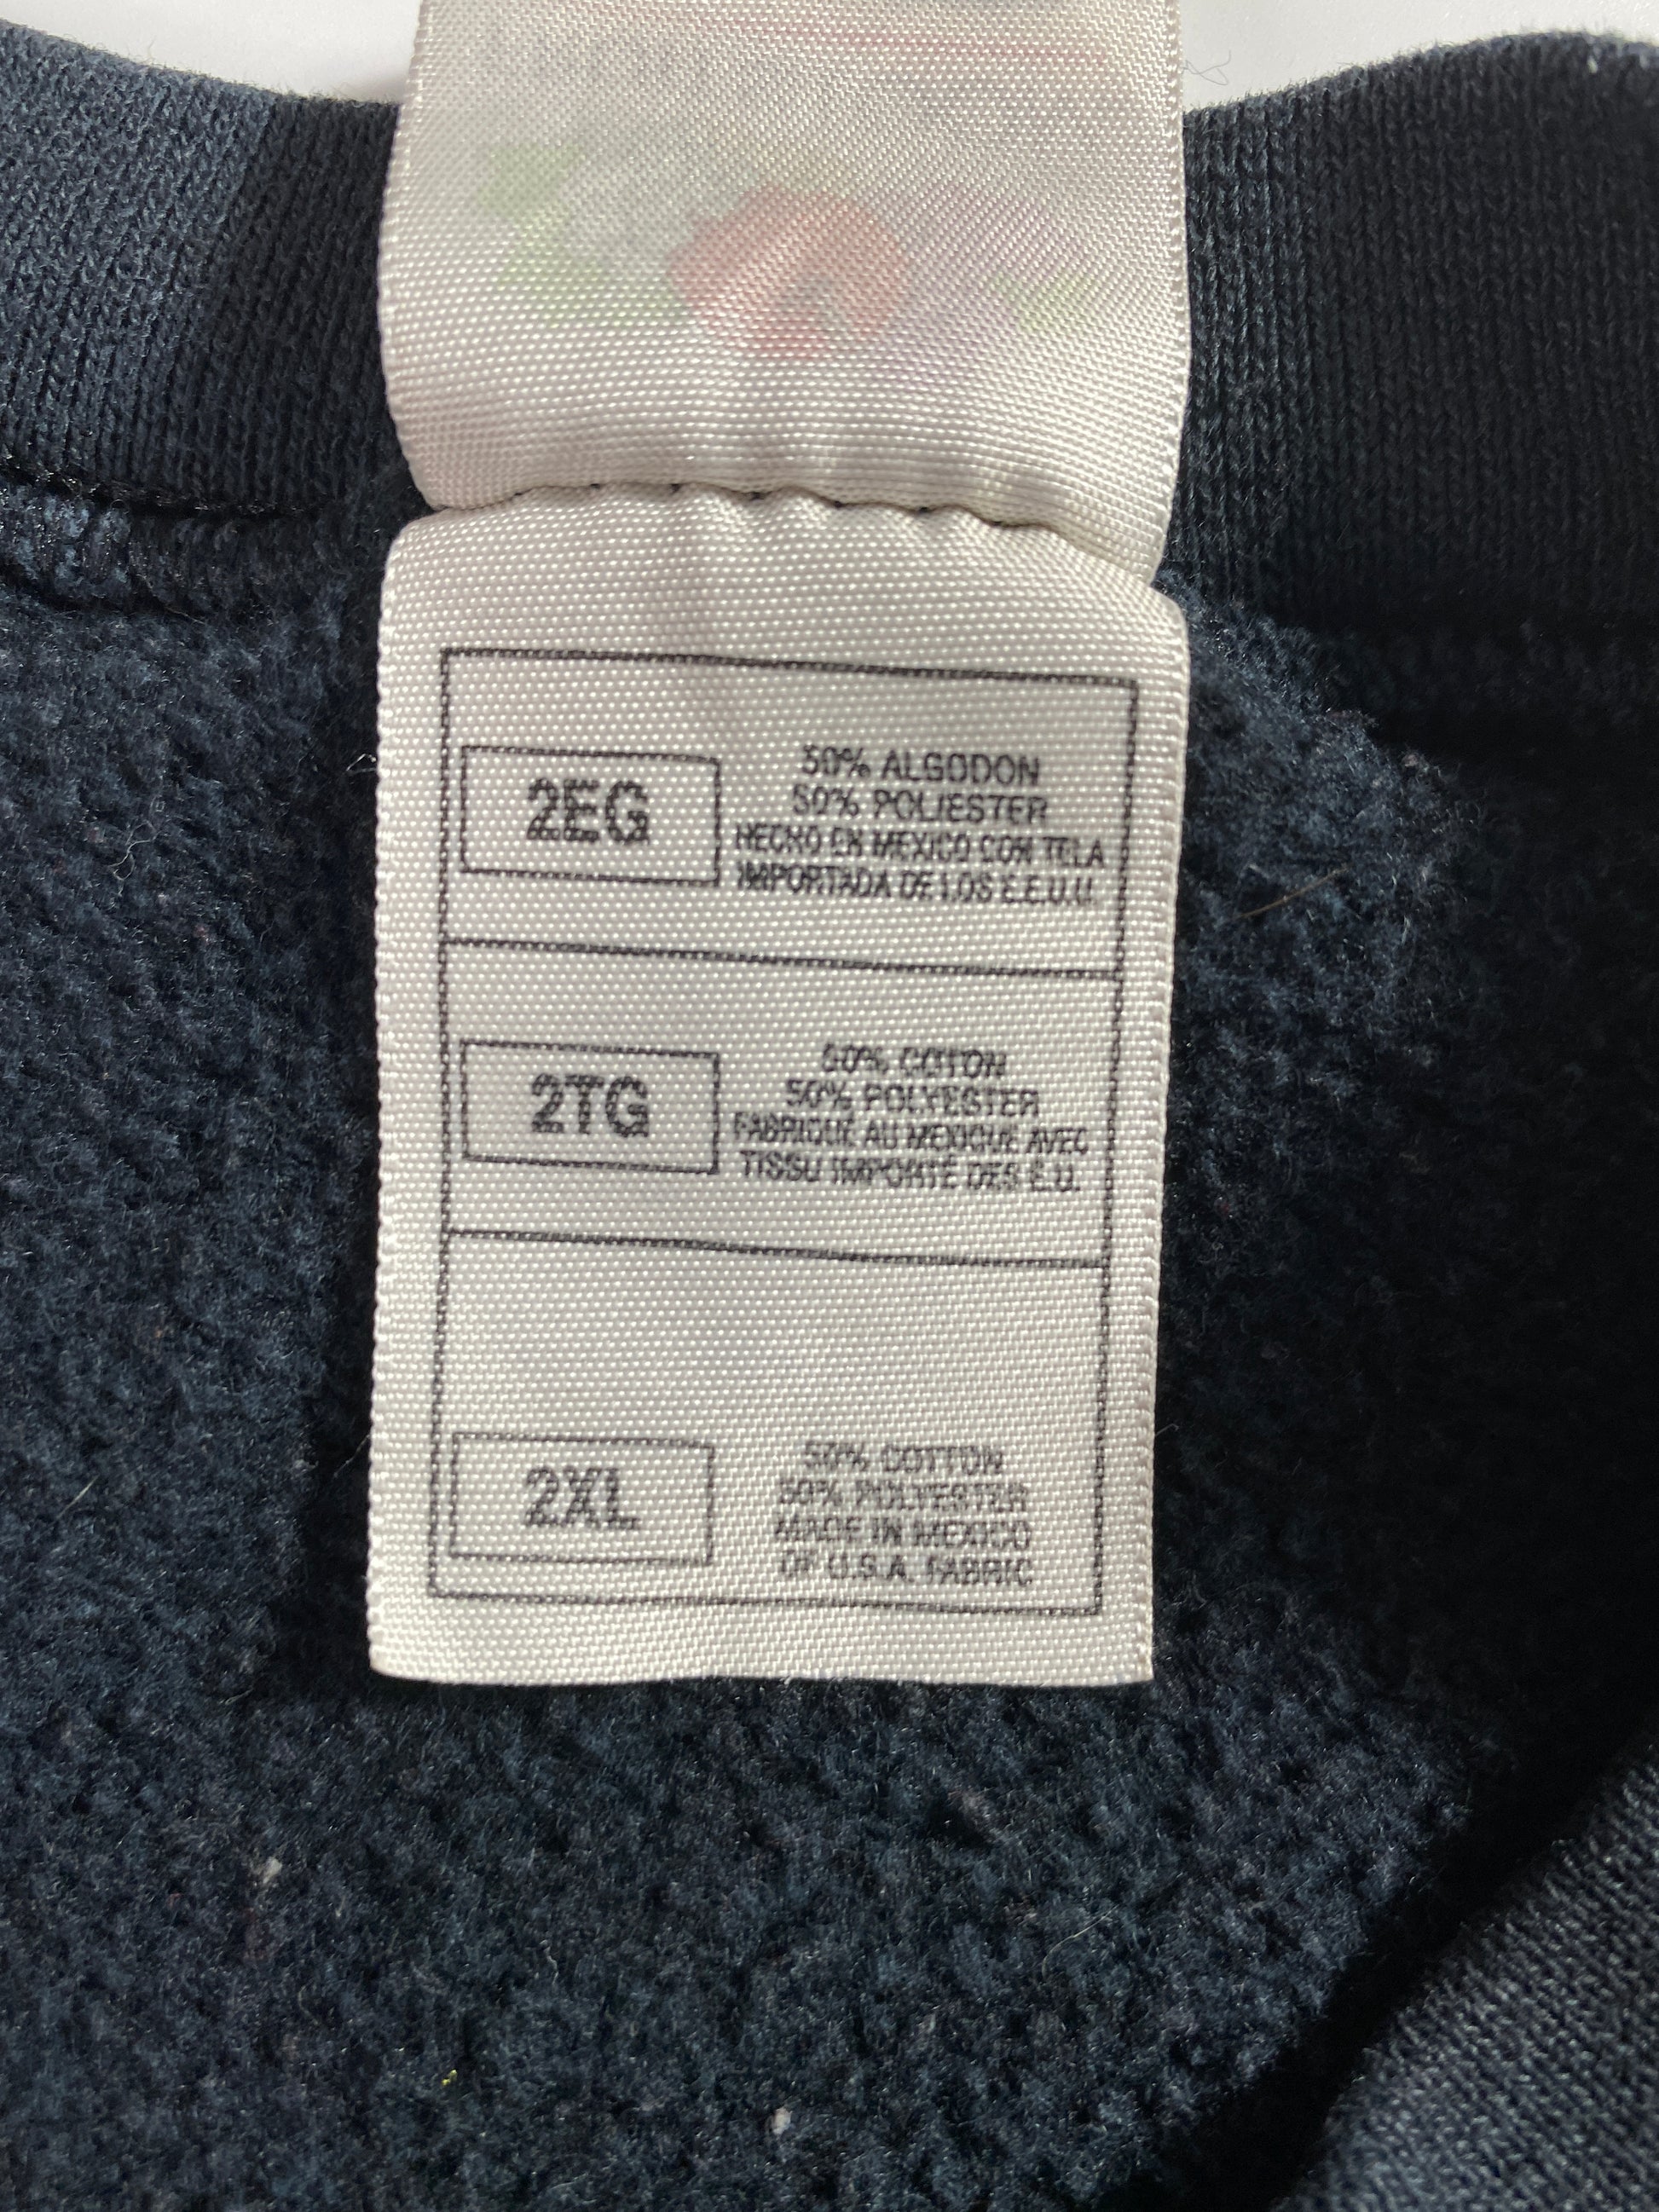 2EG
50% ALGODON
50% POLIESTER
HECHO EN MEXICO CON TELA
IMPORTADA DE LOS E.E.U.U.
2TG
50% COTON
50% POLYESTER
FABRIQUE AU MEXIQUE AVEC
TISSU IMPORTÉ DES É.U.
2XL
50% COTTON
50% POLYESTER
MADE IN MEXICO
OF U.S.A. FABRIC